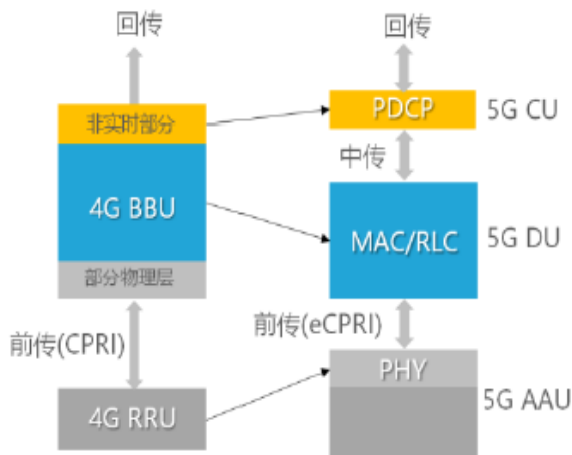 回传
非实时部分
4G BBU
部分物理层
前传(CPRI)
4G RRU
回传
PDCP
5G CU
中传
MAC/RLC
5G DU
前传(eCPRI)
PHY
5G AAU